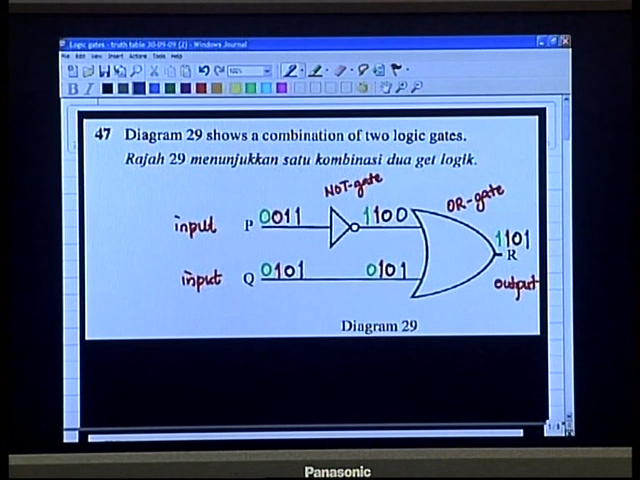 Logic gates - truth table 30-09-09 (2) - Windows Journal
File Edit View Insert Actions Tools Help
100%
B I
47 Diagram 29 shows a combination of two logic gates.
Rajah 29 menunjukkan satu kombinasi dua get logik.
NOT-gate
OR-gate
input P 0011 1100
1101
R
input Q 0101 0101
output
Diagram 29
Panasonic